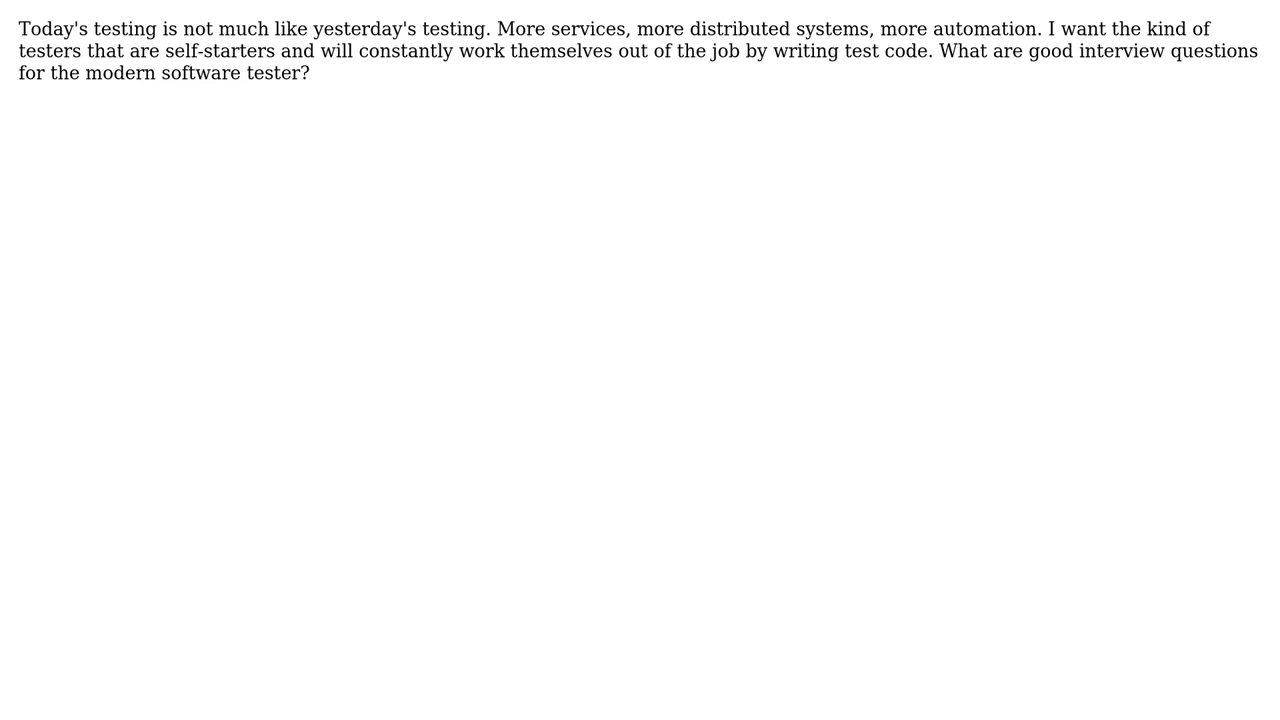 Today's testing is not much like yesterday's testing. More services, more distributed systems, more automation. I want the kind of
testers that are self-starters and will constantly work themselves out of the job by writing test code. What are good interview questions
for the modern software tester?